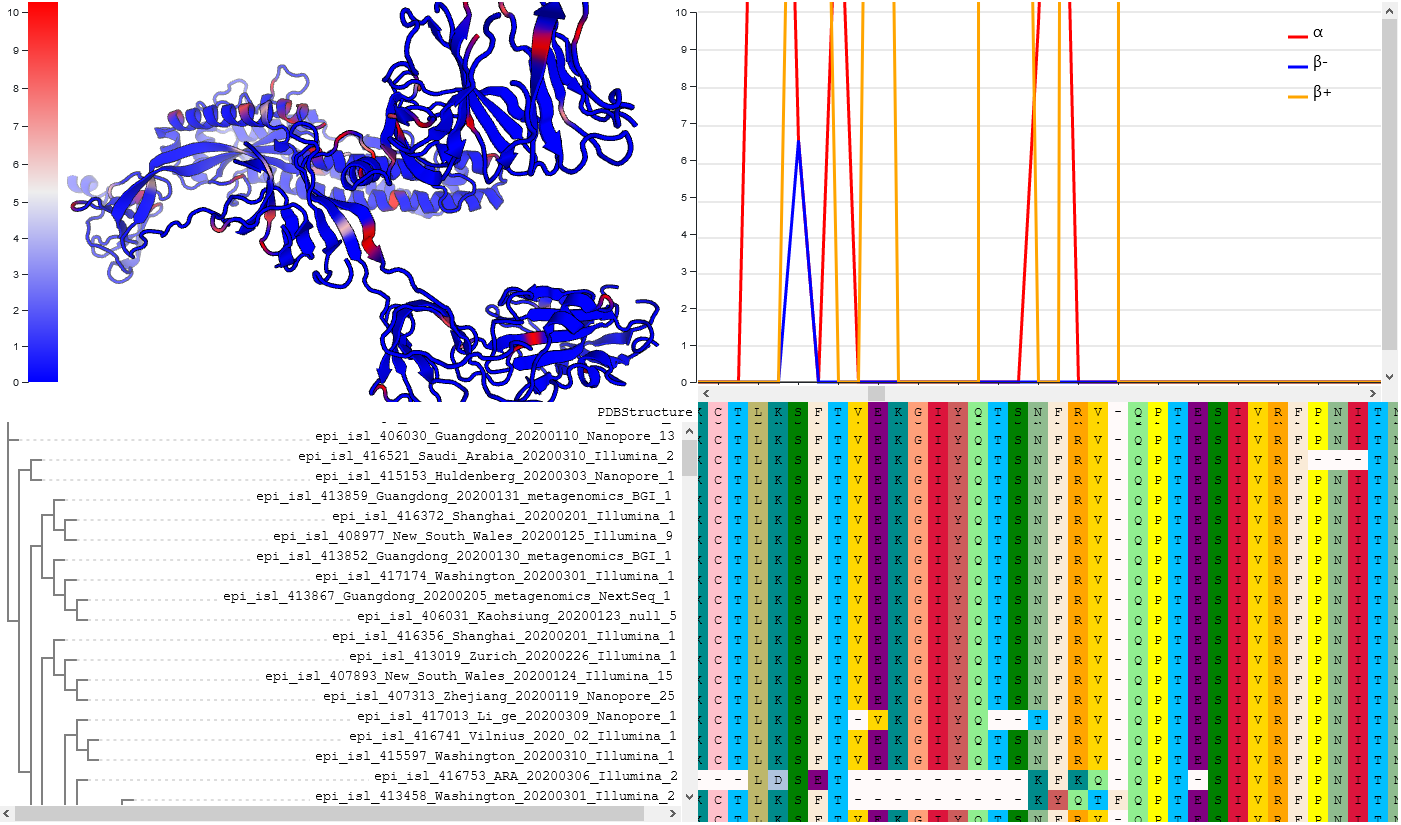 10
9
8
7
6
5
4
3
2
1
0
10
9
8
7
6
5
4
3
2
1
0
α
β-
β+
PDBStructure C T L K S F T V E K G I Y Q T S N F R V - Q P T E S I V R F P N I T
epi_isl_406030_Guangdong_20200110_Nanopore_13 C T L K S F T V E K G I Y Q T S N F R V - Q P T E S I V R F P N I T
epi_isl_416521_Saudi_Arabia_20200310_Illumina_2 C T L K S F T V E K G I Y Q T S N F R V - Q P T E S I V R F - - - T
epi_isl_415153_Huldenberg_20200303_Nanopore_1 C T L K S F T V E K G I Y Q T S N F R V - Q P T E S I V R F P N I T
epi_isl_413859_Guangdong_20200131_metagenomics_BGI_1 C T L K S F T V E K G I Y Q T S N F R V - Q P T E S I V R F P N I T
epi_isl_416372_Shanghai_20200201_Illumina_1 C T L K S F T V E K G I Y Q T S N F R V - Q P T E S I V R F P N I T
epi_isl_408977_New_South_Wales_20200125_Illumina_9 C T L K S F T V E K G I Y Q T S N F R V - Q P T E S I V R F P N I T
epi_isl_413852_Guangdong_20200130_metagenomics_BGI_1 C T L K S F T V E K G I Y Q T S N F R V - Q P T E S I V R F P N I T
epi_isl_417174_Washington_20200301_Illumina_1 C T L K S F T V E K G I Y Q T S N F R V - Q P T E S I V R F P N I T
epi_isl_413867_Guangdong_20200205_metagenomics_NextSeq_1 C T L K S F T V E K G I Y Q T S N F R V - Q P T E S I V R F P N I T
epi_isl_406031_Kaohsiung_20200123_null_5 C T L K S F T V E K G I Y Q T S N F R V - Q P T E S I V R F P N I T
epi_isl_416356_Shanghai_20200201_Illumina_1 C T L K S F T V E K G I Y Q T S N F R V - Q P T E S I V R F P N I T
epi_isl_413019_Zurich_20200226_Illumina_1 C T L K S F T V E K G I Y Q T S N F R V - Q P T E S I V R F P N I T
epi_isl_407893_New_South_Wales_20200124_Illumina_15 C T L K S F T V E K G I Y Q T S N F R V - Q P T E S I V R F P N I T
epi_isl_407313_Zhejiang_20200119_Nanopore_25 C T L K S F T V E K G I Y Q T S N F R V - Q P T E S I V R F P N I T
epi_isl_417013_Li_ge_20200309_Nanopore_1 C T L K S F T - V K G I Y Q - - T F R V - Q P T E S I V R F P N I T
epi_isl_416741_Vilnius_2020_02_Illumina_1 C T L K S F T V E K G I Y Q T S N F R V - Q P T E S I V R F P N I T
epi_isl_415597_Washington_20200310_Illumina_1 C T L K S F T V E K G I Y Q T S N F R V - Q P T E S I V R F P N I T
epi_isl_416753_ARA_20200306_Illumina_2 - - L D S E T - - - - - - - - - K F K Q - Q P T - S I V R F P N I T
epi_isl_413458_Washington_20200301_Illumina_2 C T L K S F T - - - - - - - - - K Y Q T F Q P T E S I V R F P N I T